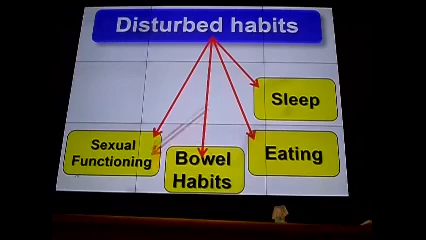 Disturbed habits
Sleep
Sexual
Functioning
Bowel
Habits
Eating